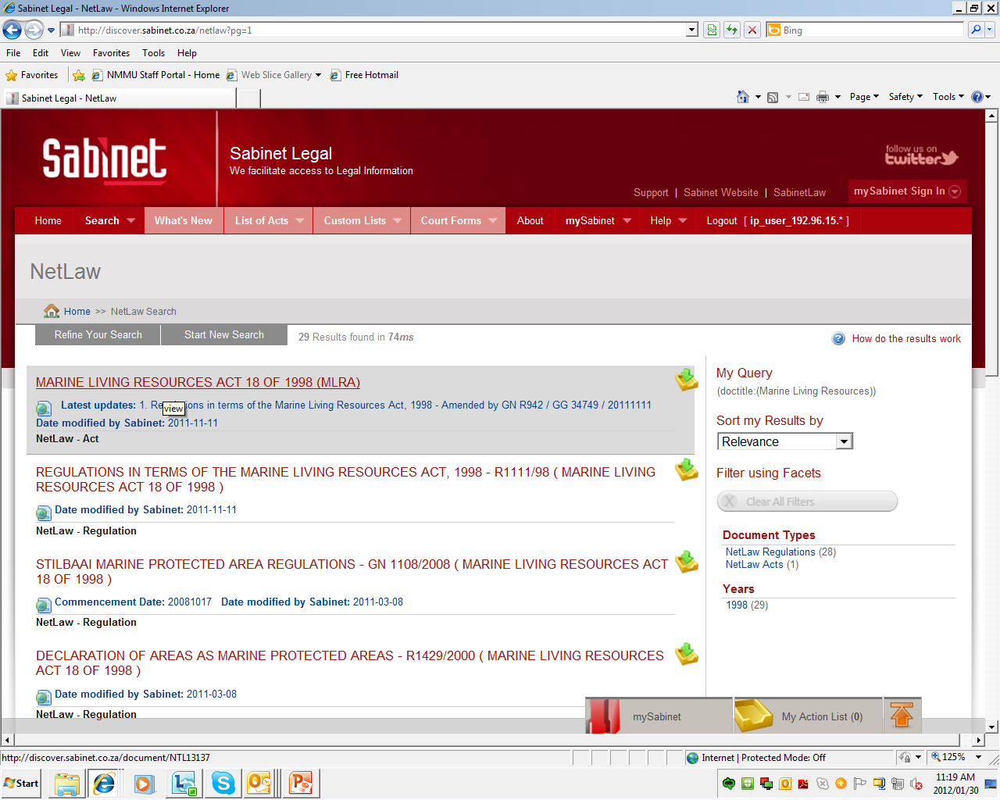 Sabinet Legal - NetLaw - Windows Internet Explorer
http://discover.sabinet.co.za/netlaw?pg=1
Bing
File Edit View Favorites Tools Help
Favorites NMMU Staff Portal - Home Web Slice Gallery Free Hotmail
Sabinet Legal - NetLaw
Page Safety Tools
Sabinet
Sabinet Legal
We facilitate access to Legal Information
follow us on
twitter
Support | Sabinet Website | SabinetLaw
mySabinet Sign In
Home Search What's New List of Acts Custom Lists Court Forms About mySabinet Help Logout [ ip_user_192.96.15.* ]
NetLaw
Home >> NetLaw Search
Refine Your Search Start New Search 29 Results found in 74ms
How do the results work
MARINE LIVING RESOURCES ACT 18 OF 1998 (MLRA)
Latest updates: 1. Re ions in terms of the Marine Living Resources Act, 1998 - Amended by GN R942 / GG 34749 / 20111111
view
Date modified by Sabinet: 2011-11-11
NetLaw - Act
REGULATIONS IN TERMS OF THE MARINE LIVING RESOURCES ACT, 1998 - R1111/98 ( MARINE LIVING
RESOURCES ACT 18 OF 1998 )
Date modified by Sabinet: 2011-11-11
NetLaw - Regulation
STILBAAI MARINE PROTECTED AREA REGULATIONS - GN 1108/2008 ( MARINE LIVING RESOURCES ACT
18 OF 1998 )
Commencement Date: 20081017 Date modified by Sabinet: 2011-03-08
NetLaw - Regulation
DECLARATION OF AREAS AS MARINE PROTECTED AREAS - R1429/2000 ( MARINE LIVING RESOURCES
ACT 18 OF 1998 )
Date modified by Sabinet: 2011-03-08
NetLaw - Regulation
My Query
(doctitle:(Marine Living Resources))
Sort my Results by
Relevance
Filter using Facets
Clear All Filters
Document Types
NetLaw Regulations (28)
NetLaw Acts (1)
Years
1998 (29)
mySabinet
My Action List (0)
http://discover.sabinet.co.za/document/NTL13137
Internet | Protected Mode: Off
125%
Start
11:19 AM
2012/01/30